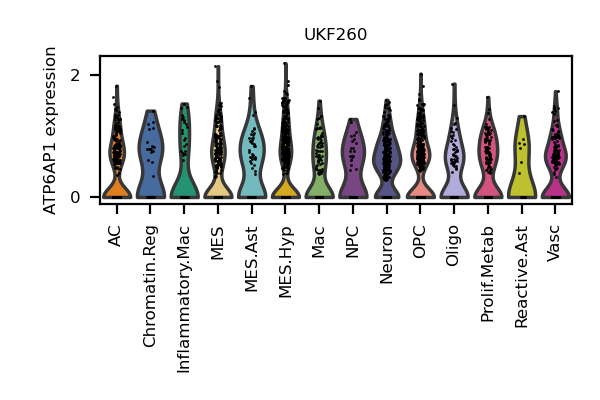 UKF260
ATP6AP1 expression
2
0
AC
Chromatin.Reg
Inflammatory.Mac
MES
MES.Ast
MES.Hyp
Mac
NPC
Neuron
OPC
Oligo
Prolif.Metab
Reactive.Ast
Vasc